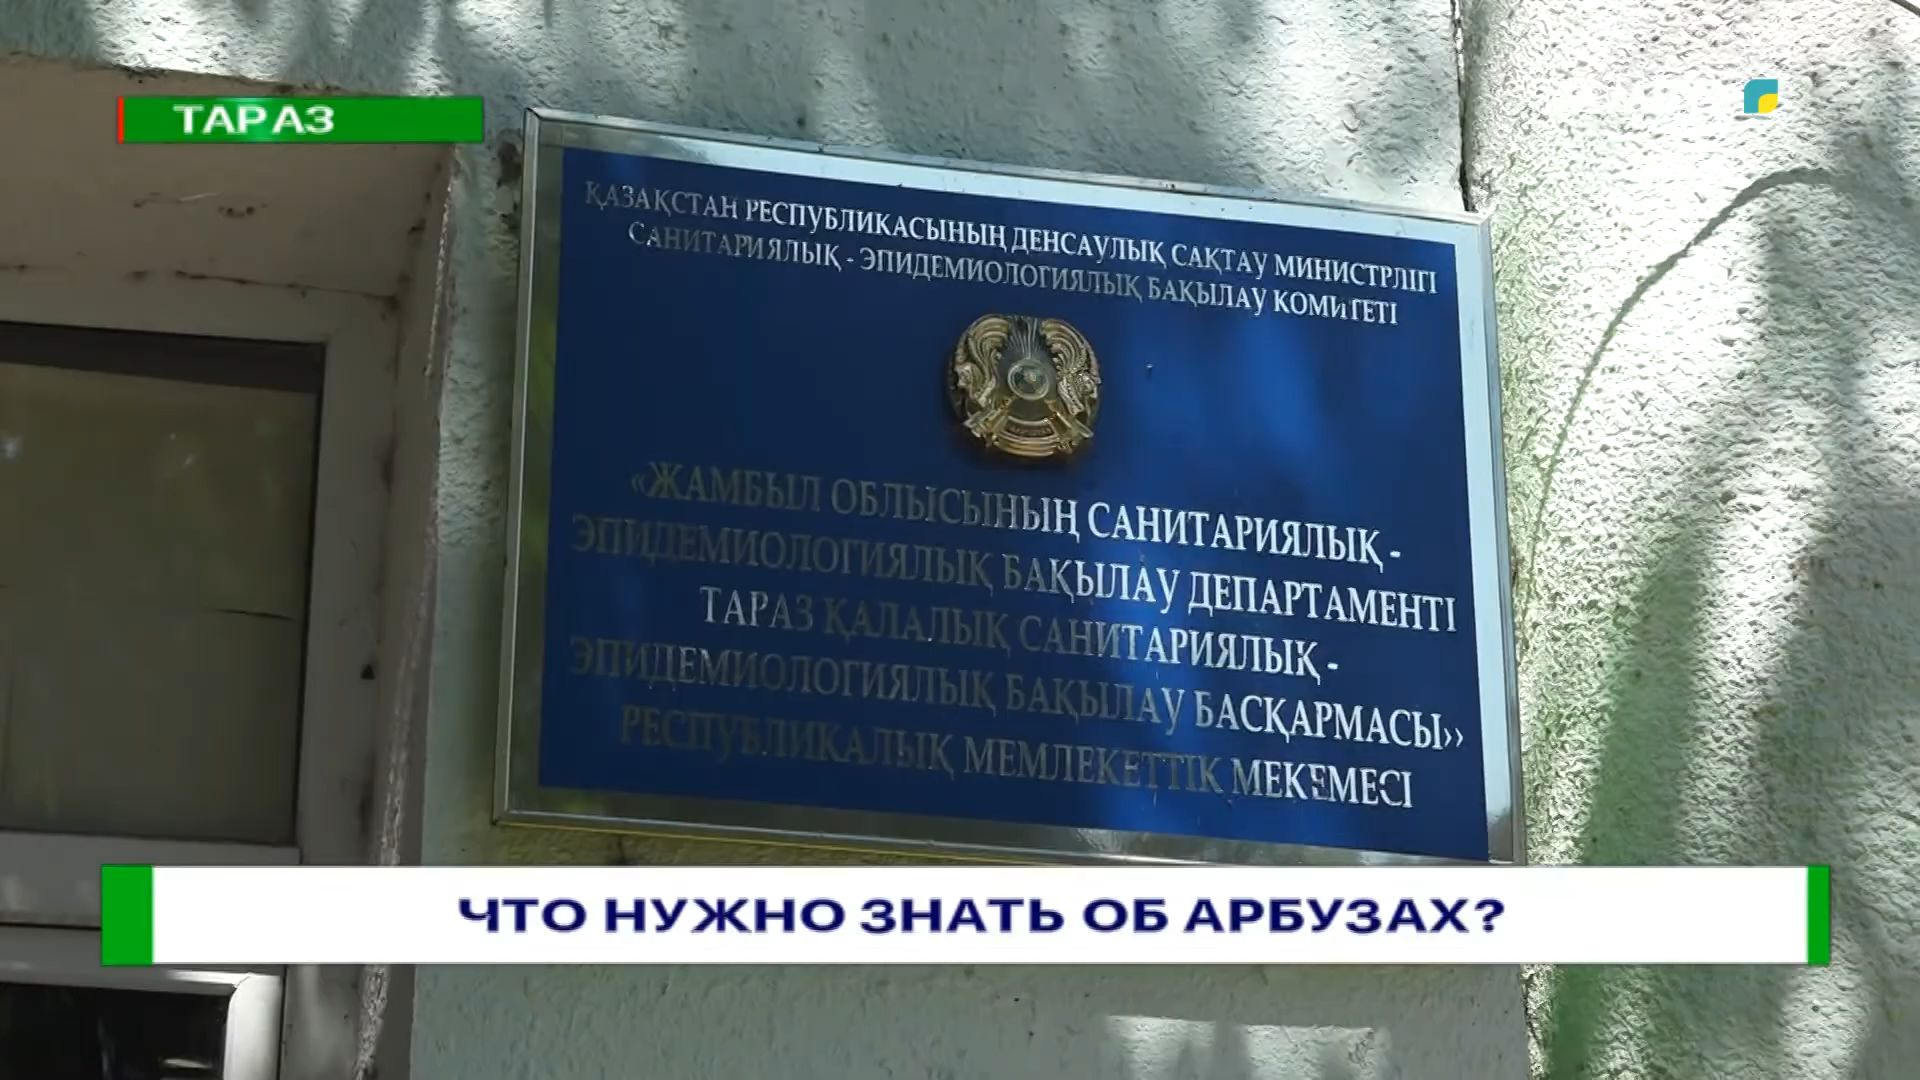 ТАРАЗ
ҚАЗАҚСТАН РЕСПУБЛИКАСЫНЫҢ ДЕНСАУЛЫҚ САҚТАУ МИНИСТРЛІГІ
САНИТАРИЯЛЫҚ - ЭПИДЕМИОЛОГИЯЛЫҚ БАҚЫЛАУ КОМИТЕТІ
«ЖАМБЫЛ ОБЛЫСЫНЫҢ САНИТАРИЯЛЫҚ -
ЭПИДЕМИОЛОГИЯЛЫҚ БАҚЫЛАУ ДЕПАРТАМЕНТІ
ТАРАЗ ҚАЛАЛЫҚ САНИТАРИЯЛЫҚ -
ЭПИДЕМИОЛОГИЯЛЫҚ БАҚЫЛАУ БАСҚАРМАСЫ››
РЕСПУБЛИКАЛЫҚ МЕМЛЕКЕТТІК МЕКЕМЕСІ
ЧТО НУЖНО ЗНАТЬ ОБ АРБУЗАХ?